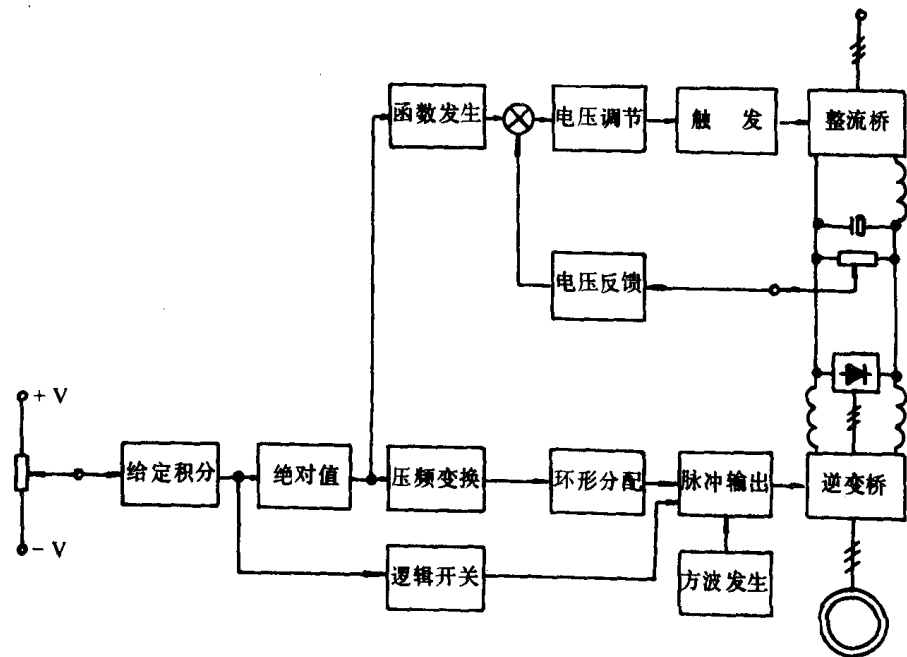 函数发生
电压调节
触 发
整流桥
电压反馈
+ V
给定积分
绝对值
压频变换
环形分配
脉冲输出
逆变桥
- V
逻辑开关
方波发生